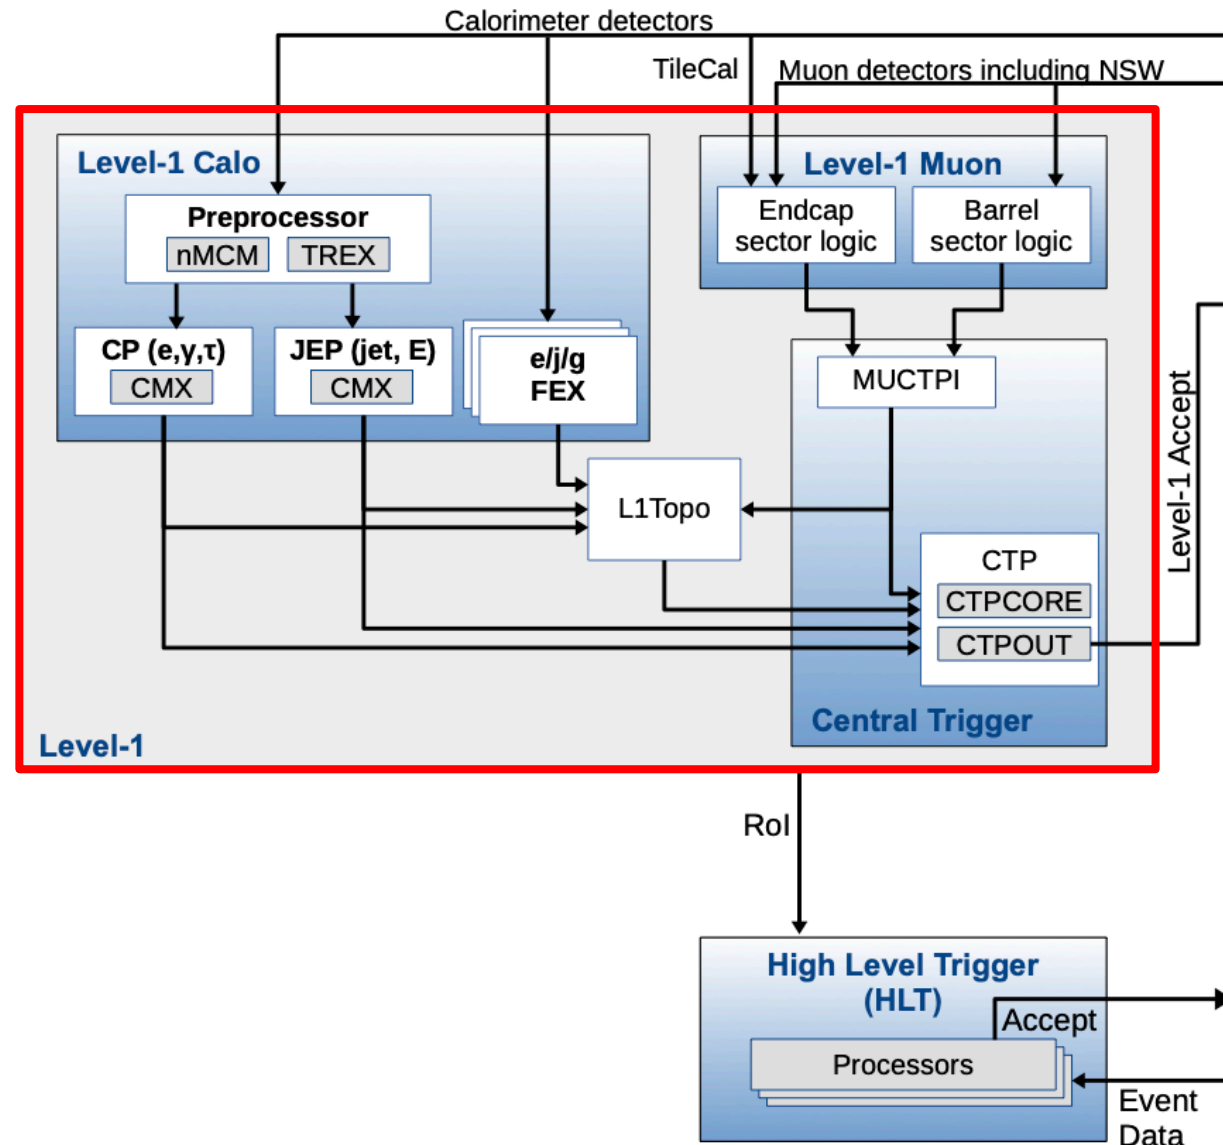 Calorimeter detectors
TileCal
Muon detectors including NSW
Level-1 Calo
Preprocessor
nMCM
TREX
CP (e,γ,τ)
CMX
JEP (jet, E)
CMX
e/j/g
FEX
Level-1 Muon
Endcap
sector logic
Barrel
sector logic
MUCTPI
L1Topo
CTP
CTPCORE
CTPOUT
Central Trigger
Level-1
Level-1 Accept
RoI
High Level Trigger
(HLT)
Accept
Processors
Event
Data